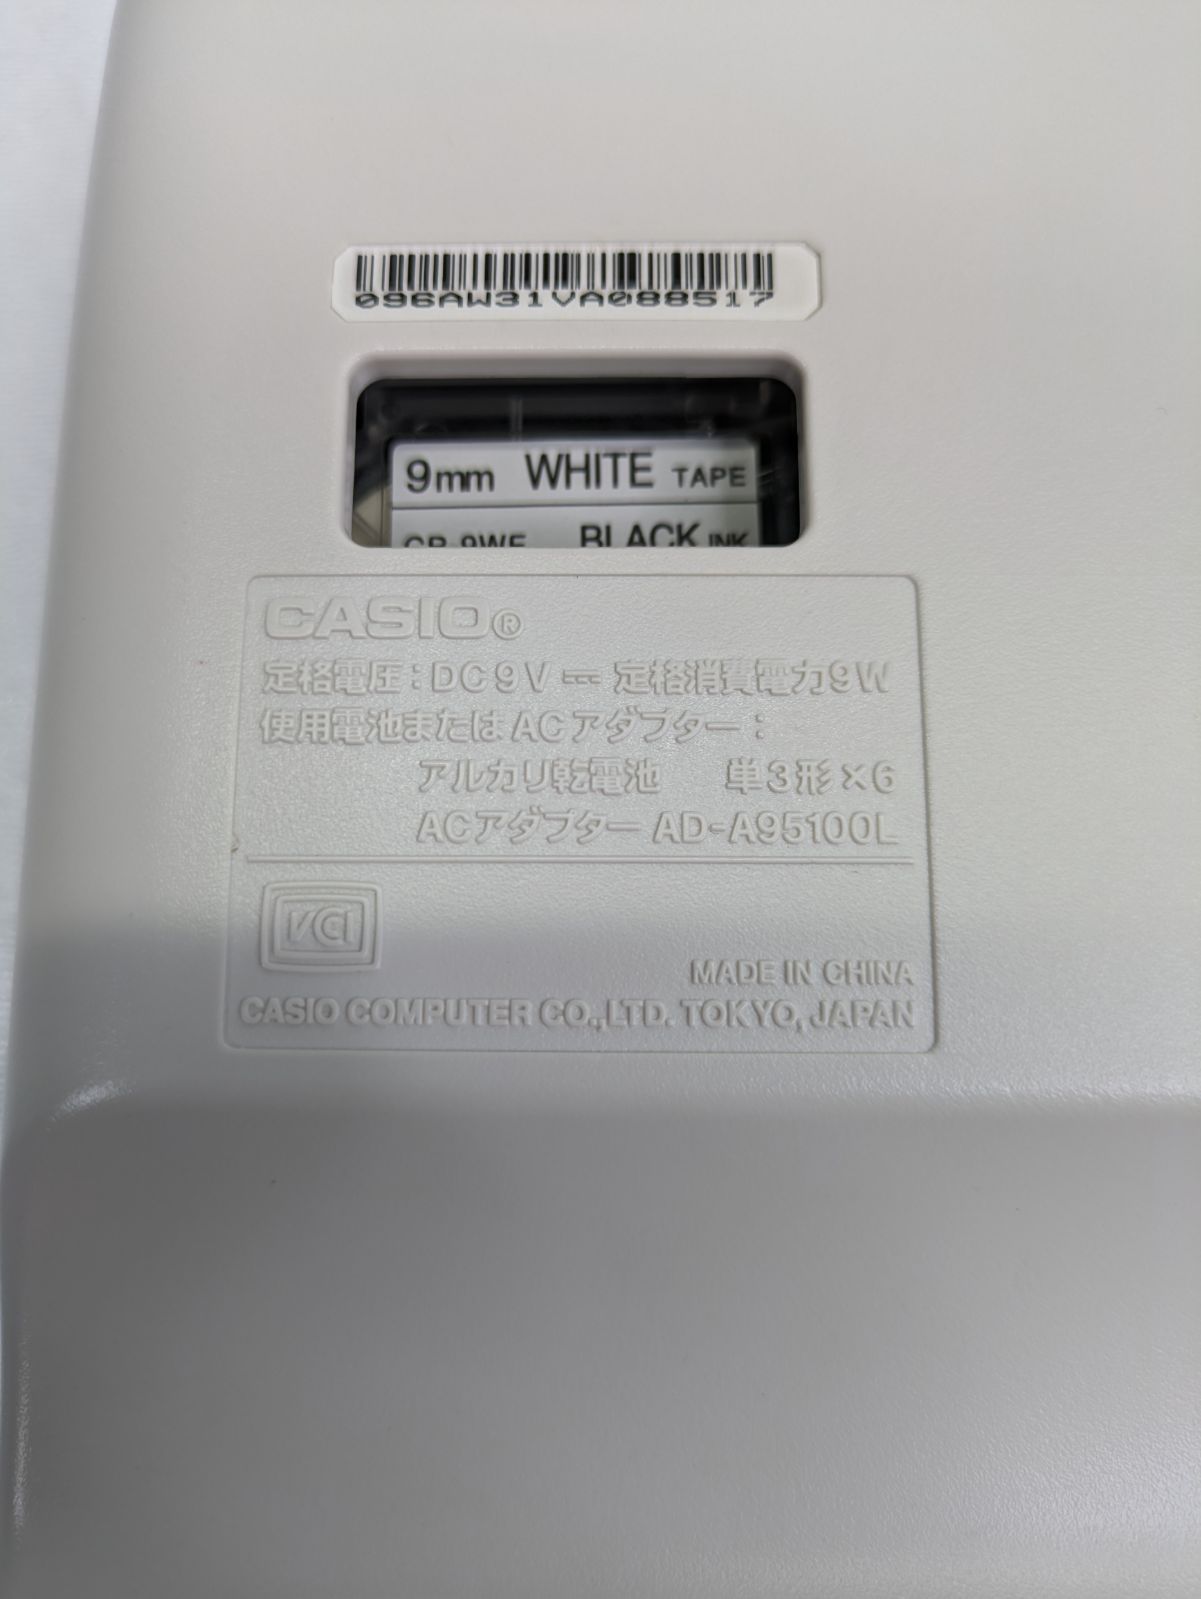 096AW31VA088517
9mm WHITE TAPE
BLACK INK
CASIO®
定格電圧：DC9V ⎓ 定格消費電力9W
使用電池またはACアダプター：
アルカリ乾電池 単3形×6
ACアダプター AD-A95100L
VCI
MADE IN CHINA
CASIO COMPUTER CO.,LTD. TOKYO, JAPAN